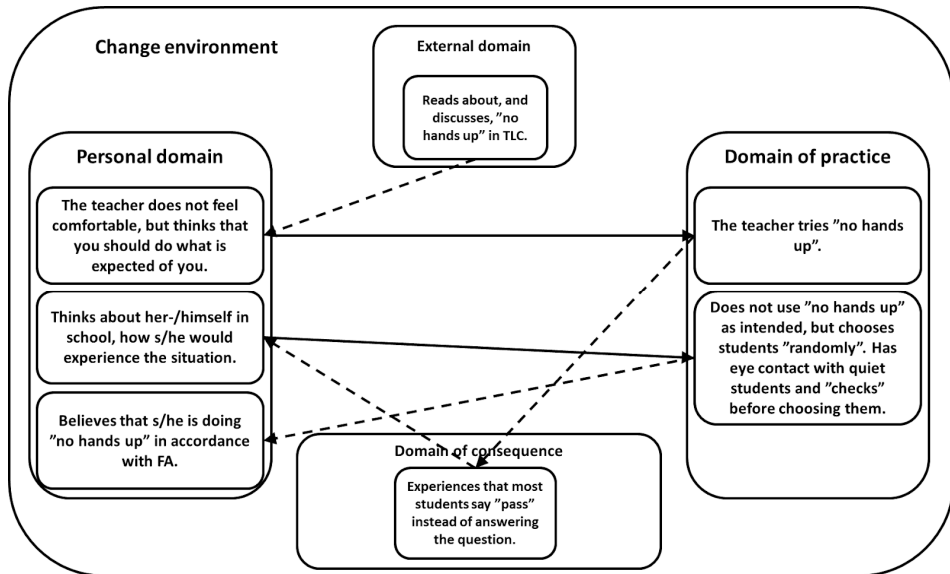 Change environment
External domain
Reads about, and
discusses, ”no
hands up” in TLC.
Personal domain
The teacher does not feel
comfortable, but thinks that
you should do what is
expected of you.
Thinks about her-/himself in
school, how s/he would
experience the situation.
Believes that s/he is doing
”no hands up” in accordance
with FA.
Domain of practice
The teacher tries ”no hands
up”.
Does not use ”no hands up”
as intended, but chooses
students ”randomly”. Has
eye contact with quiet
students and ”checks”
before choosing them.
Domain of consequence
Experiences that most
students say ”pass”
instead of answering
the question.